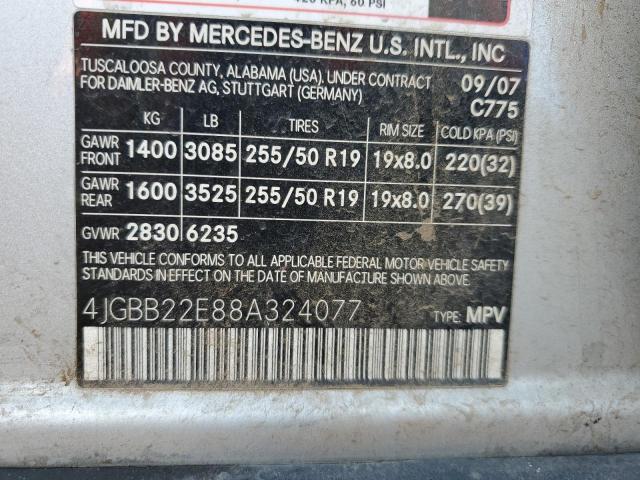 120 KPA, 60 PSI
MFD BY MERCEDES-BENZ U.S. INTL., INC
TUSCALOOSA COUNTY, ALABAMA (USA). UNDER CONTRACT 09/07
FOR DAIMLER-BENZ AG, STUTTGART (GERMANY) C775
KG LB TIRES RIM SIZE COLD KPA (PSI)
GAWR FRONT 1400 3085 255/50 R19 19x8.0 220(32)
GAWR REAR 1600 3525 255/50 R19 19x8.0 270(39)
GVWR 2830 6235
THIS VEHICLE CONFORMS TO ALL APPLICABLE FEDERAL MOTOR VEHICLE SAFETY
STANDARDS IN EFFECT ON THE DATE OF MANUFACTURE SHOWN ABOVE.
4JGBB22E88A324077 TYPE: MPV